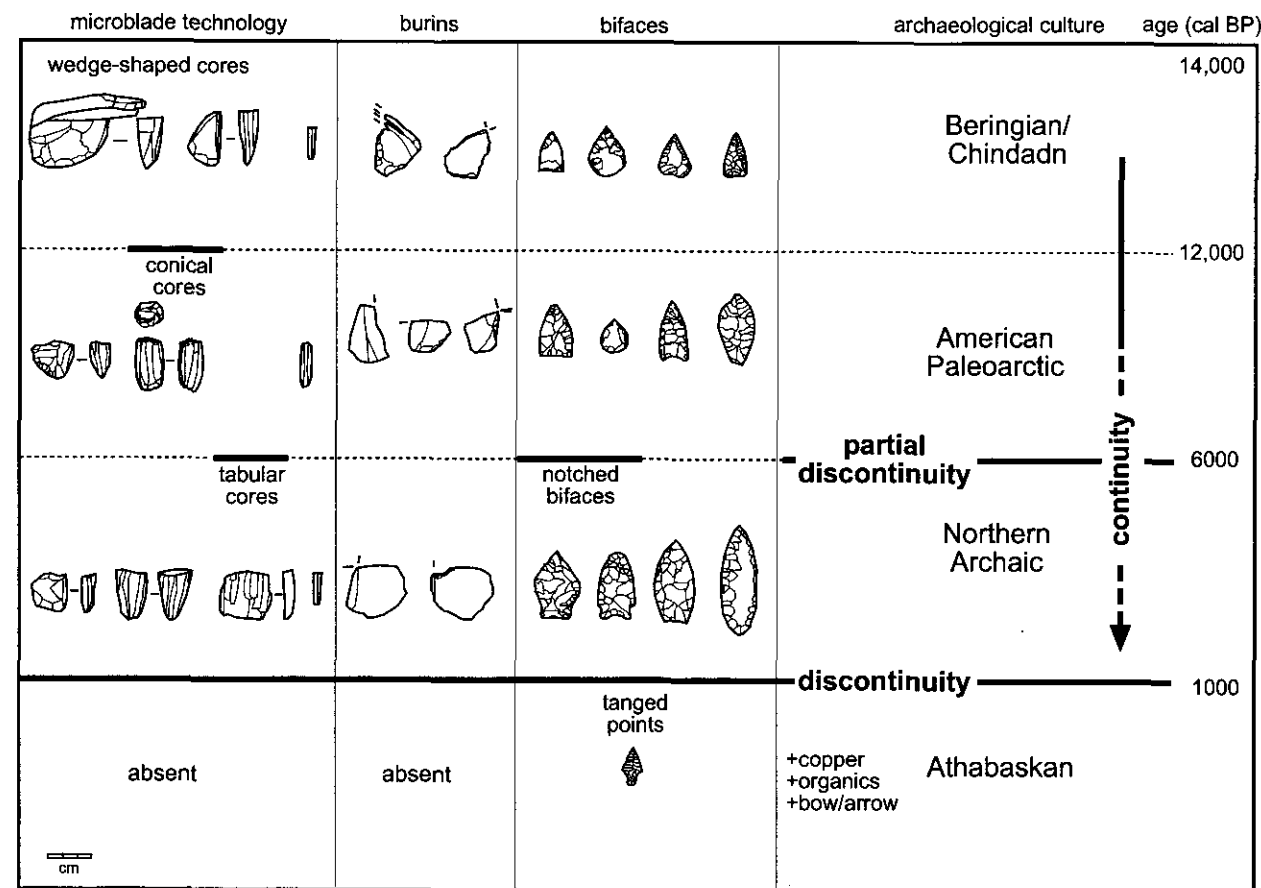 microblade technology
burins
bifaces
archaeological culture
age (cal BP)
wedge-shaped cores
14,000
Beringian/
Chindadn
12,000
conical
cores
American
Paleoarctic
continuity
partial
discontinuity
6000
tabular
cores
notched
bifaces
Northern
Archaic
discontinuity
1000
tanged
points
absent
absent
+copper
+organics
+bow/arrow
Athabaskan
cm